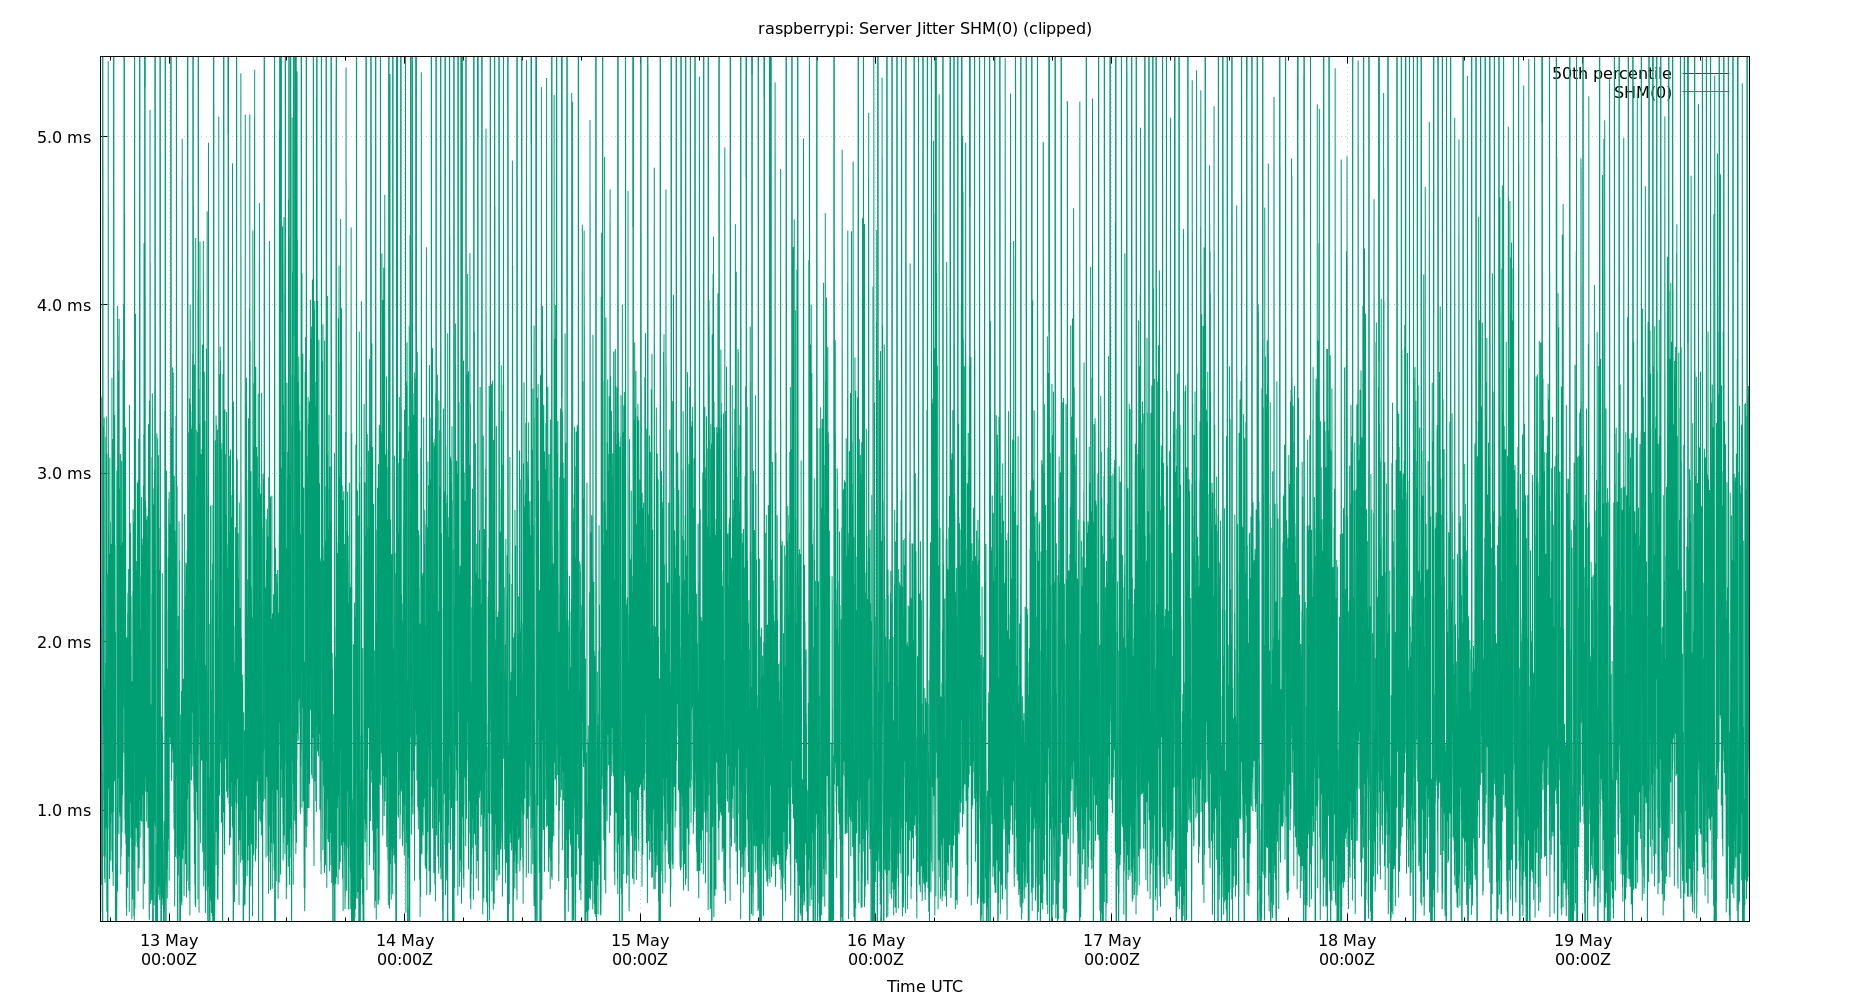 raspberrypi: Server Jitter SHM(0) (clipped)
50th percentile
SHM(0)
5.0 ms
4.0 ms
3.0 ms
2.0 ms
1.0 ms
13 May 14 May 15 May 16 May 17 May 18 May 19 May
00:00Z 00:00Z 00:00Z 00:00Z 00:00Z 00:00Z 00:00Z
Time UTC